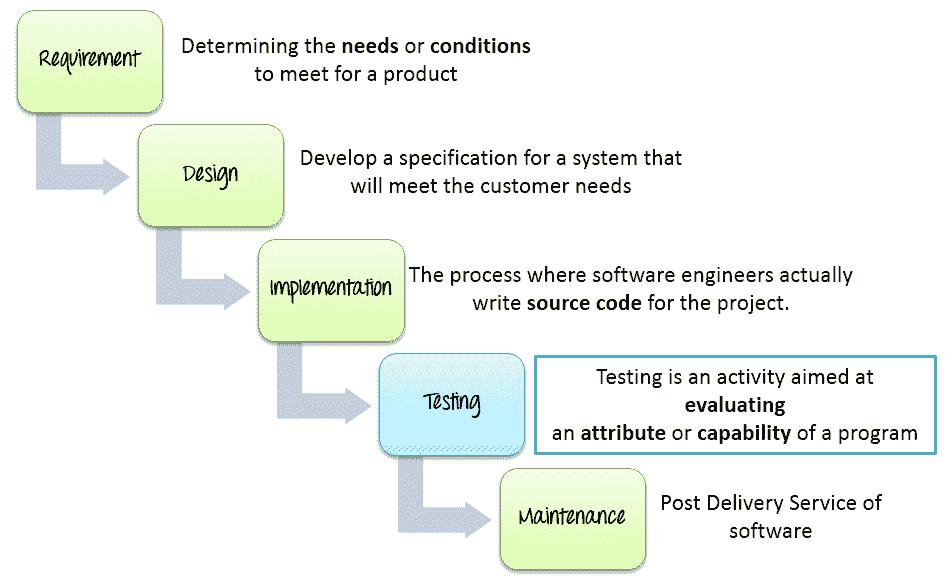 Requirement
Determining the needs or conditions
to meet for a product
Design
Develop a specification for a system that
will meet the customer needs
Implementation
The process where software engineers actually
write source code for the project.
Testing
Testing is an activity aimed at
evaluating
an attribute or capability of a program
Maintenance
Post Delivery Service of
software